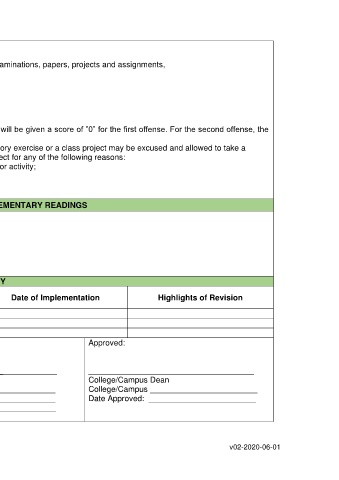 aminations, papers, projects and assignments,
will be given a score of "0" for the first offense. For the second offense, the
ory exercise or a class project may be excused and allowed to take a
ect for any of the following reasons:
or activity;
EMENTARY READINGS
Y
Date of Implementation Highlights of Revision
Approved:
College/Campus Dean
College/Campus
Date Approved:
v02-2020-06-01